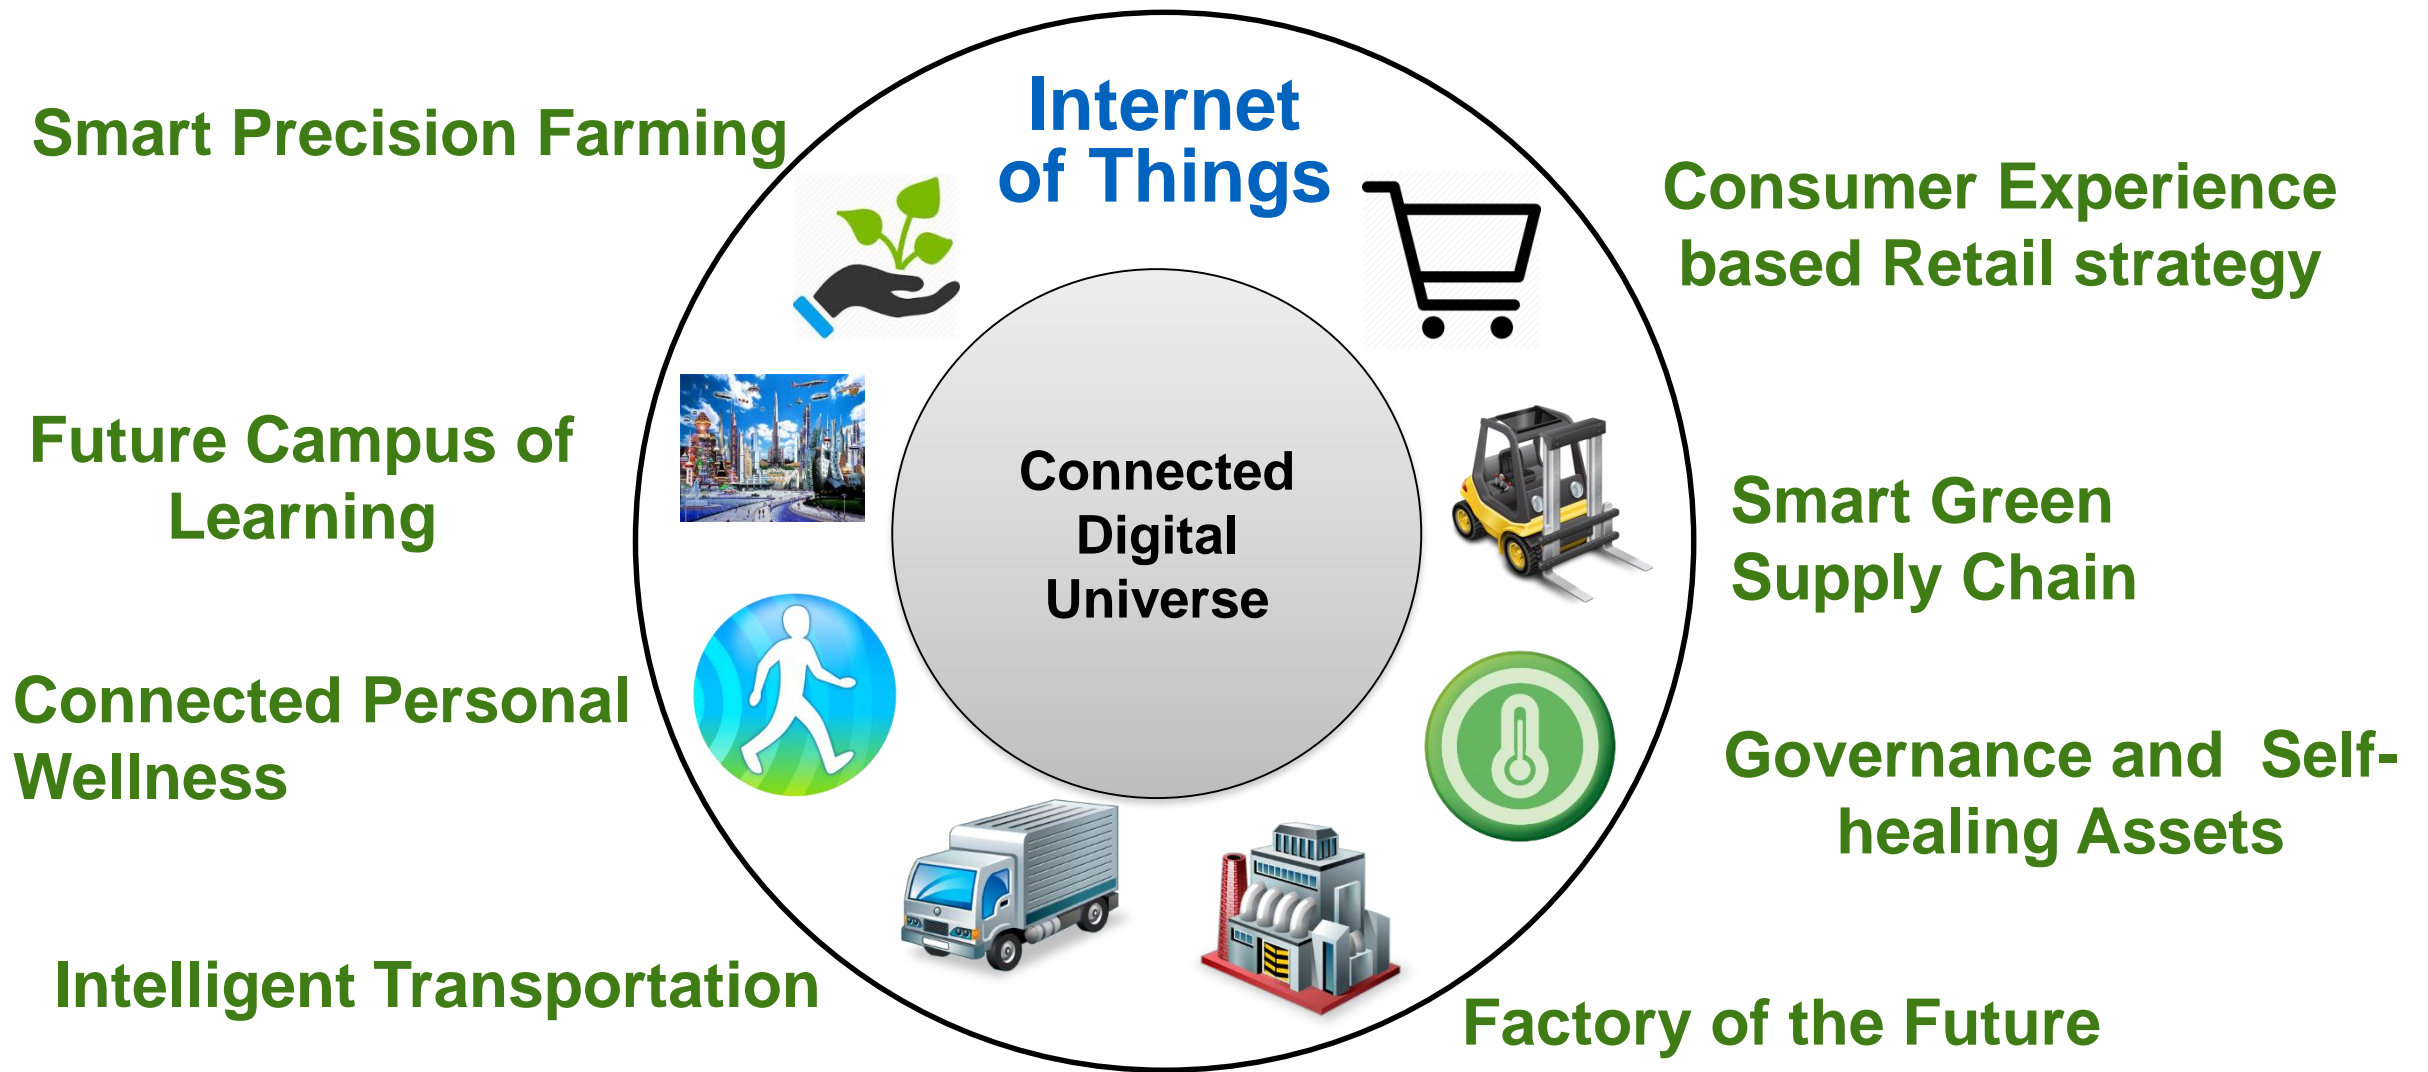 Internet
of Things
Smart Precision Farming
Consumer Experience
based Retail strategy
Future Campus of
Learning
Connected
Digital
Universe
Smart Green
Supply Chain
Connected Personal
Wellness
Governance and  Self-
healing Assets
Intelligent Transportation
Factory of the Future